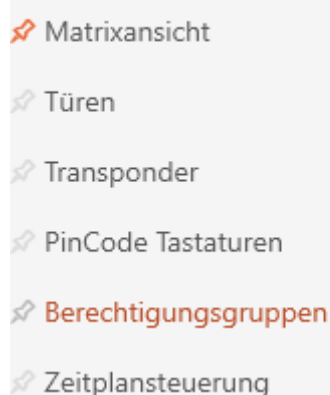 Matrixansicht
Türen
Transponder
PinCode Tastaturen
Berechtigungsgruppen
Zeitplansteuerung